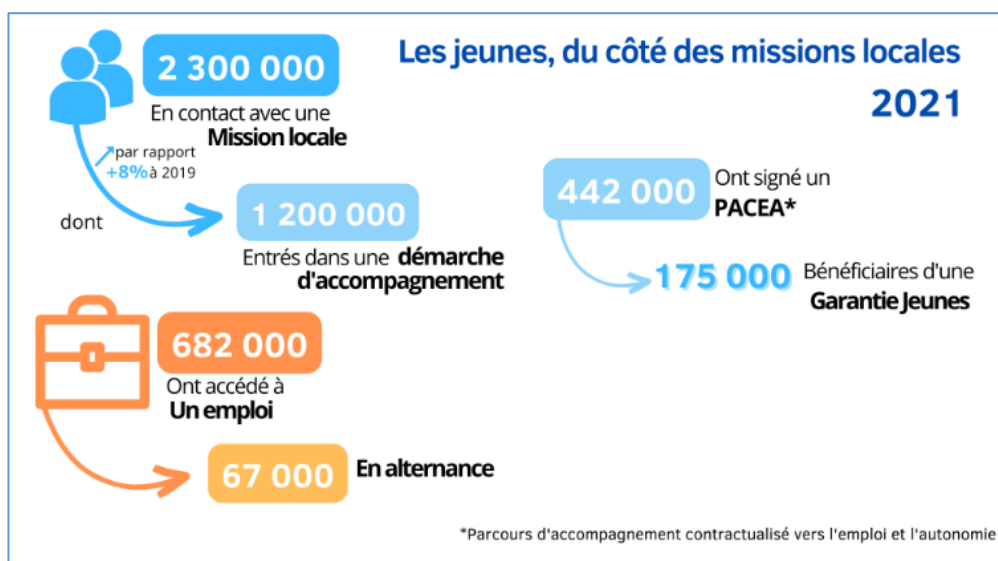 Les jeunes, du côté des missions locales
2021
2 300 000
En contact avec une
Mission locale
par rapport
+8% à 2019
dont
1 200 000
Entrés dans une démarche
d'accompagnement
442 000
Ont signé un
PACEA*
175 000
Bénéficiaires d'une
Garantie Jeunes
682 000
Ont accédé à
Un emploi
67 000
En alternance
*Parcours d'accompagnement contractualisé vers l'emploi et l'autonomie